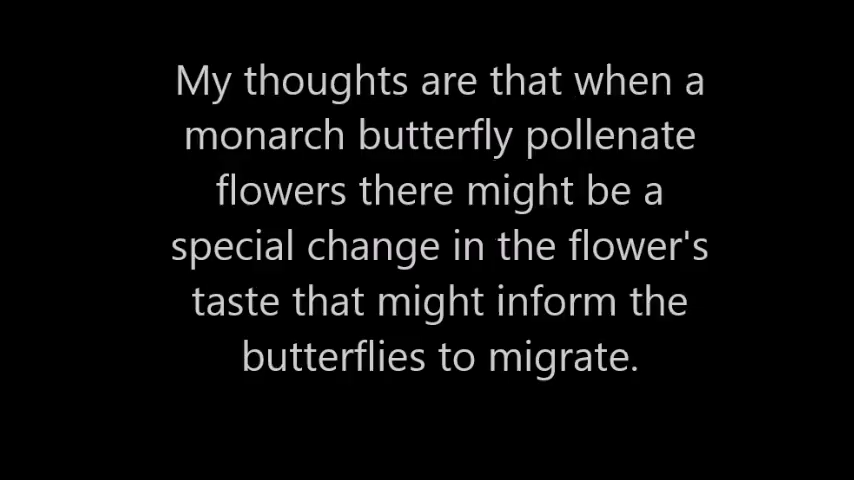 My thoughts are that when a
monarch butterfly pollenate
flowers there might be a
special change in the flower's
taste that might inform the
butterflies to migrate.